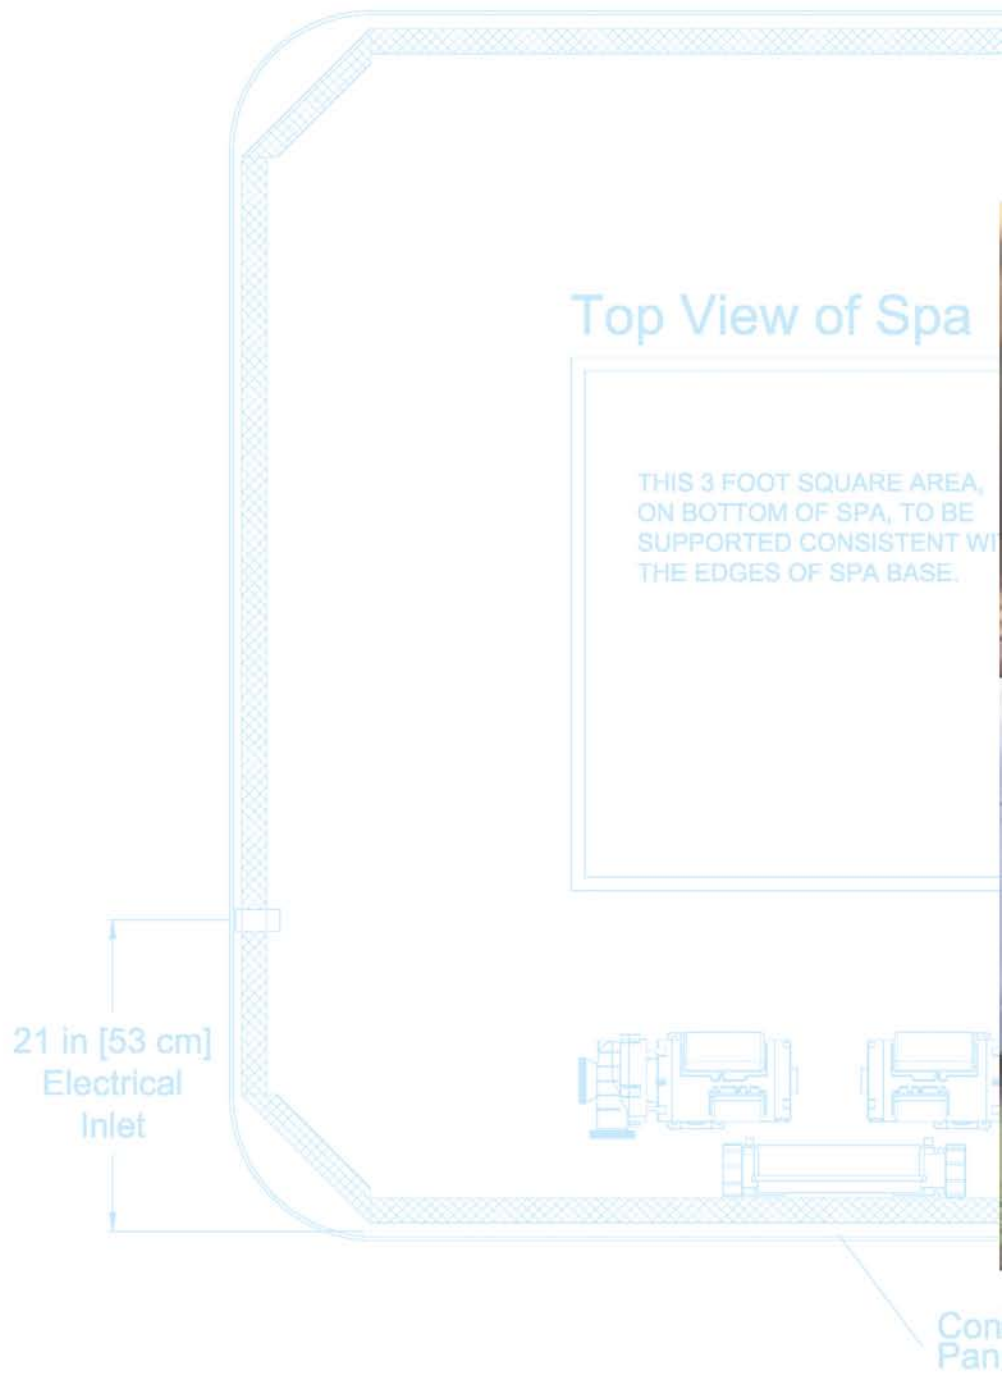 Top View of Spa
THIS 3 FOOT SQUARE AREA,
ON BOTTOM OF SPA, TO BE
SUPPORTED CONSISTENT
THE EDGES OF SPA BASE.
21 in [53 cm]
Electrical
Inlet